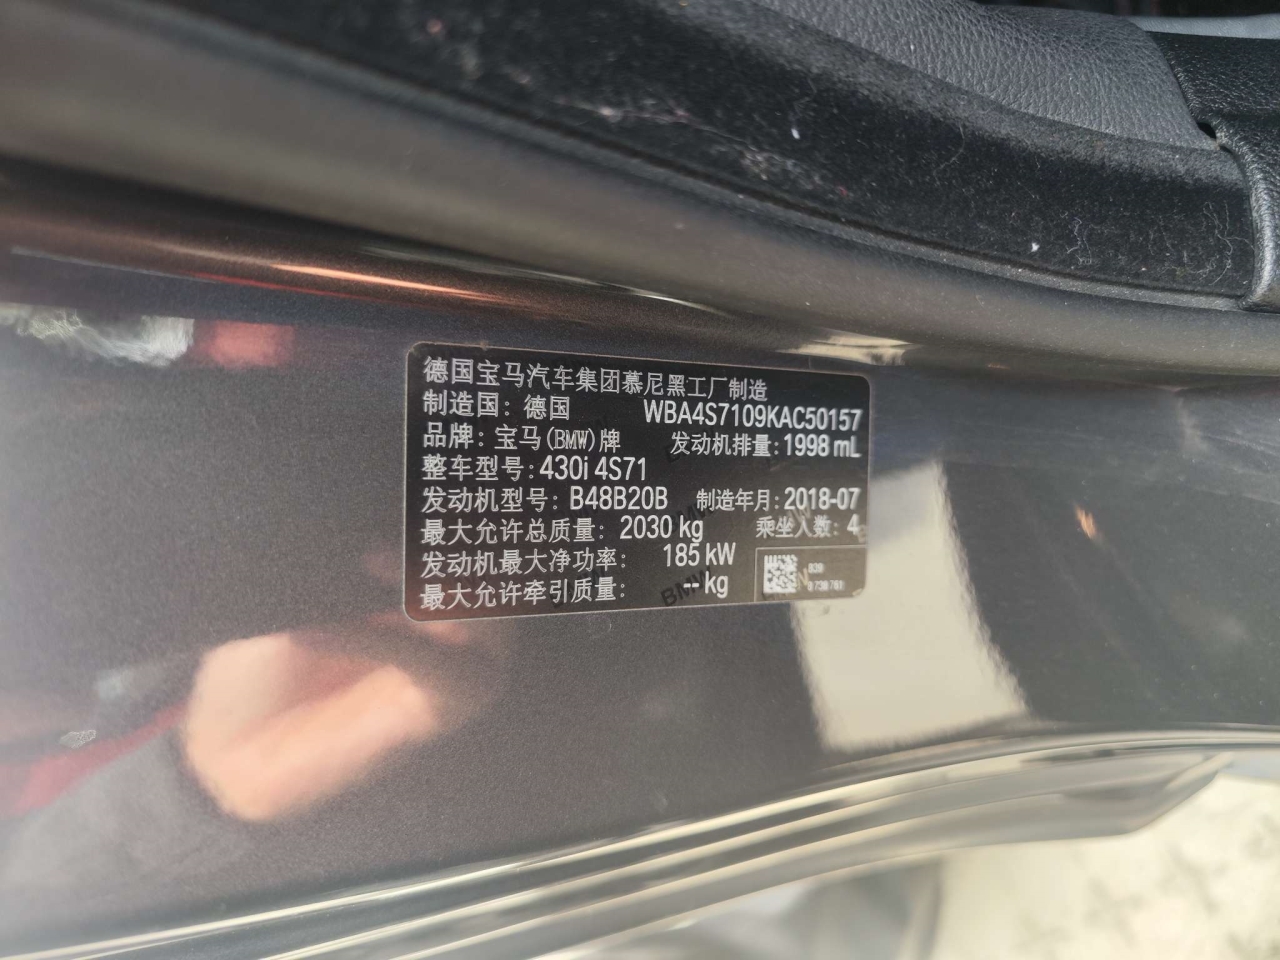 德国宝马汽车集团慕尼黑工厂制造
制造国：德国 WBA4S7109KAC50157
品牌：宝马(BMW)牌 发动机排量：1998 mL
整车型号：430i 4S71
发动机型号：B48B20B 制造年月：2018-07
最大允许总质量：2030 kg 乘坐人数：4
发动机最大净功率：185 kW
最大允许牵引质量：-- kg
839